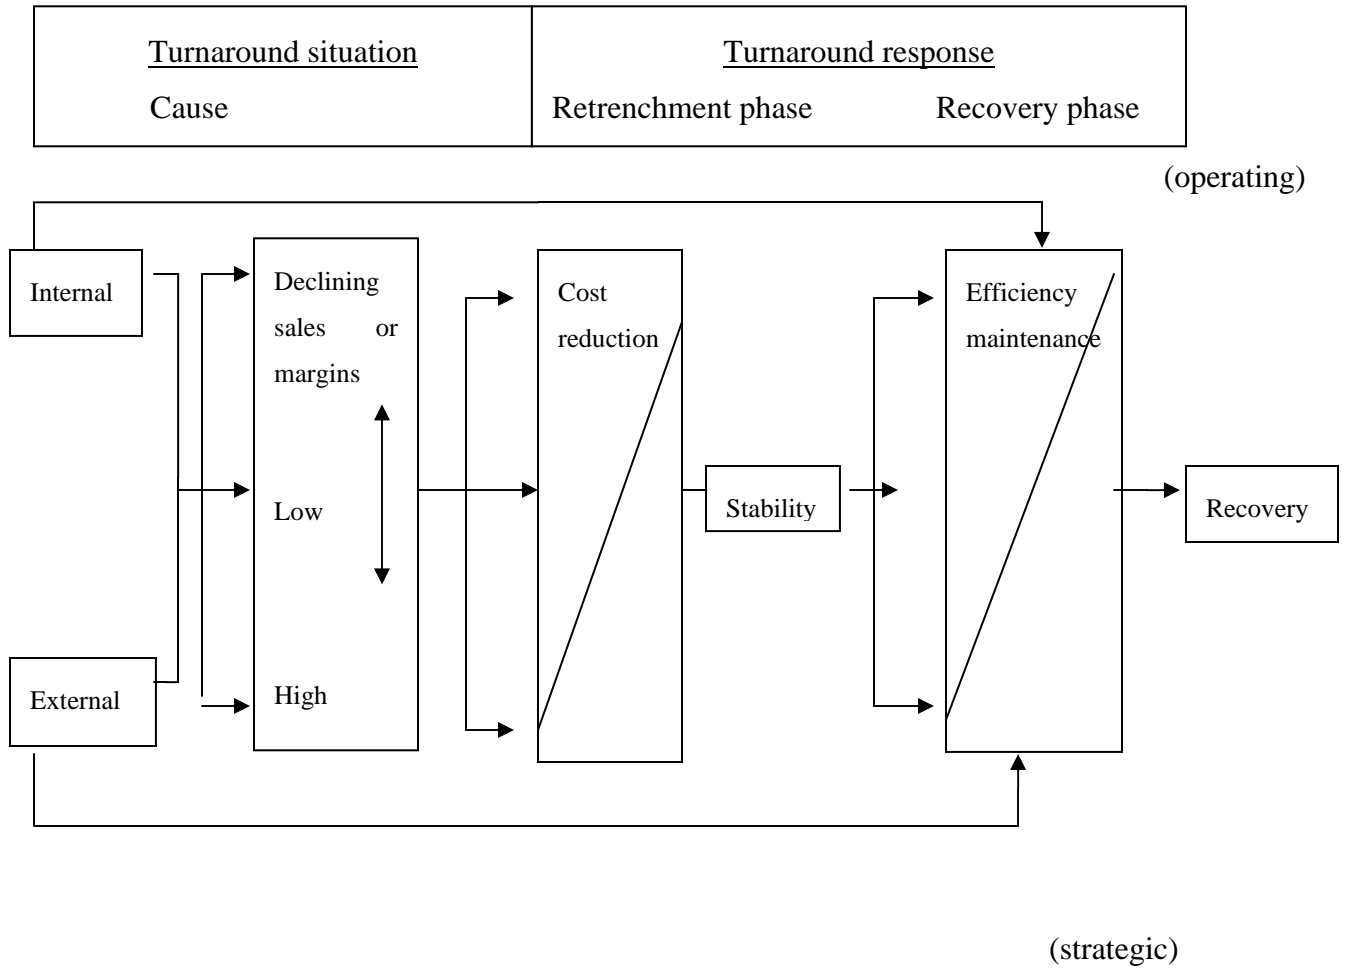 Turnaround situation
Turnaround response
Cause
Retrenchment phase
Recovery phase
(operating)
Internal
Declining
sales or
margins
Low
High
Cost
reduction
Stability
Efficiency
maintenance
Recovery
External
(strategic)